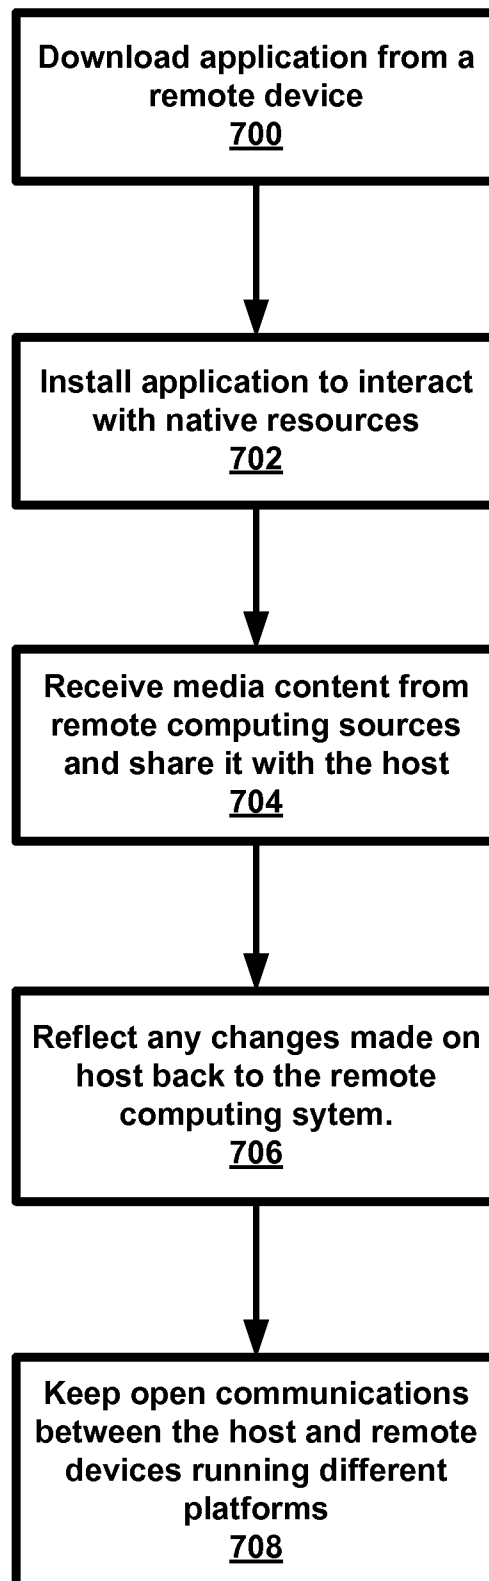 Download application from a
remote device
700
Install application to interact
with native resources
702
Receive media content from
remote computing sources
and share it with the host
704
Reflect any changes made on
host back to the remote
computing sytem.
706
Keep open communications
between the host and remote
devices running different
platforms
708